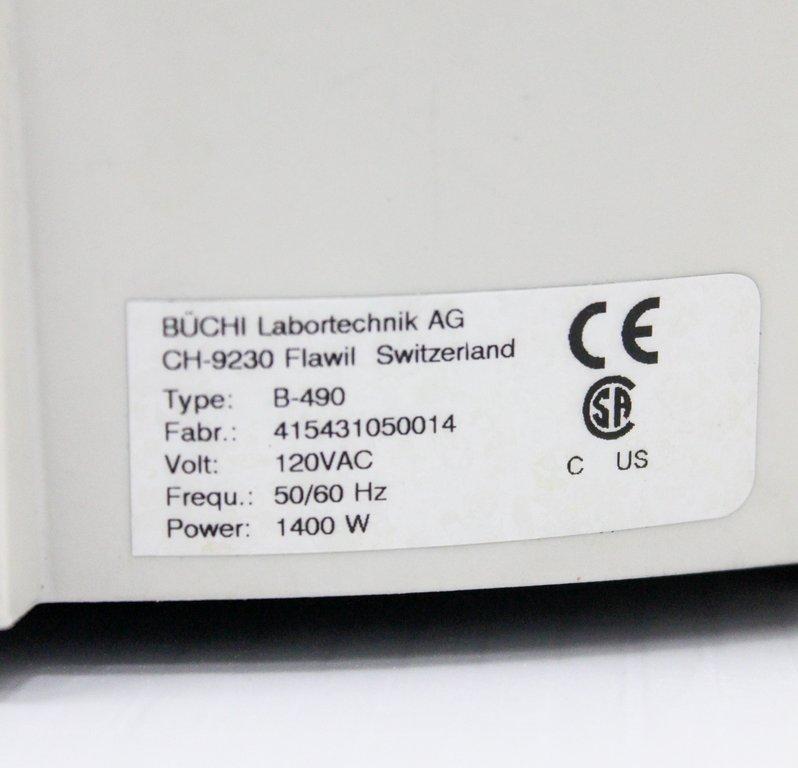 BÜCHI Labortechnik AG
CH-9230 Flawil Switzerland
Type: B-490
Fabr.: 415431050014
Volt: 120VAC
Frequ.: 50/60 Hz
Power: 1400 W
CE
SA
C US